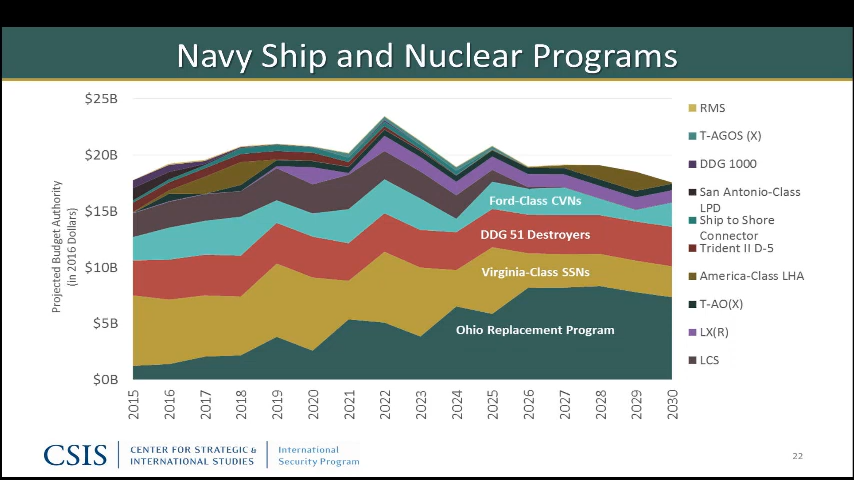 Navy Ship and Nuclear Programs
Projected Budget Authority
(in 2016 Dollars)
$25B
$20B
$15B
$10B
$5B
$0B
Ford-Class CVNs
DDG 51 Destroyers
Virginia-Class SSNs
Ohio Replacement Program
2015
2016
2017
2018
2019
2020
2021
2022
2023
2024
2025
2026
2027
2028
2029
2030
RMS
T-AGOS (X)
DDG 1000
San Antonio-Class
LPD
Ship to Shore
Connector
Trident II D-5
America-Class LHA
T-AO(X)
LX(R)
LCS
CSIS
CENTER FOR STRATEGIC &
INTERNATIONAL STUDIES
International
Security Program
22